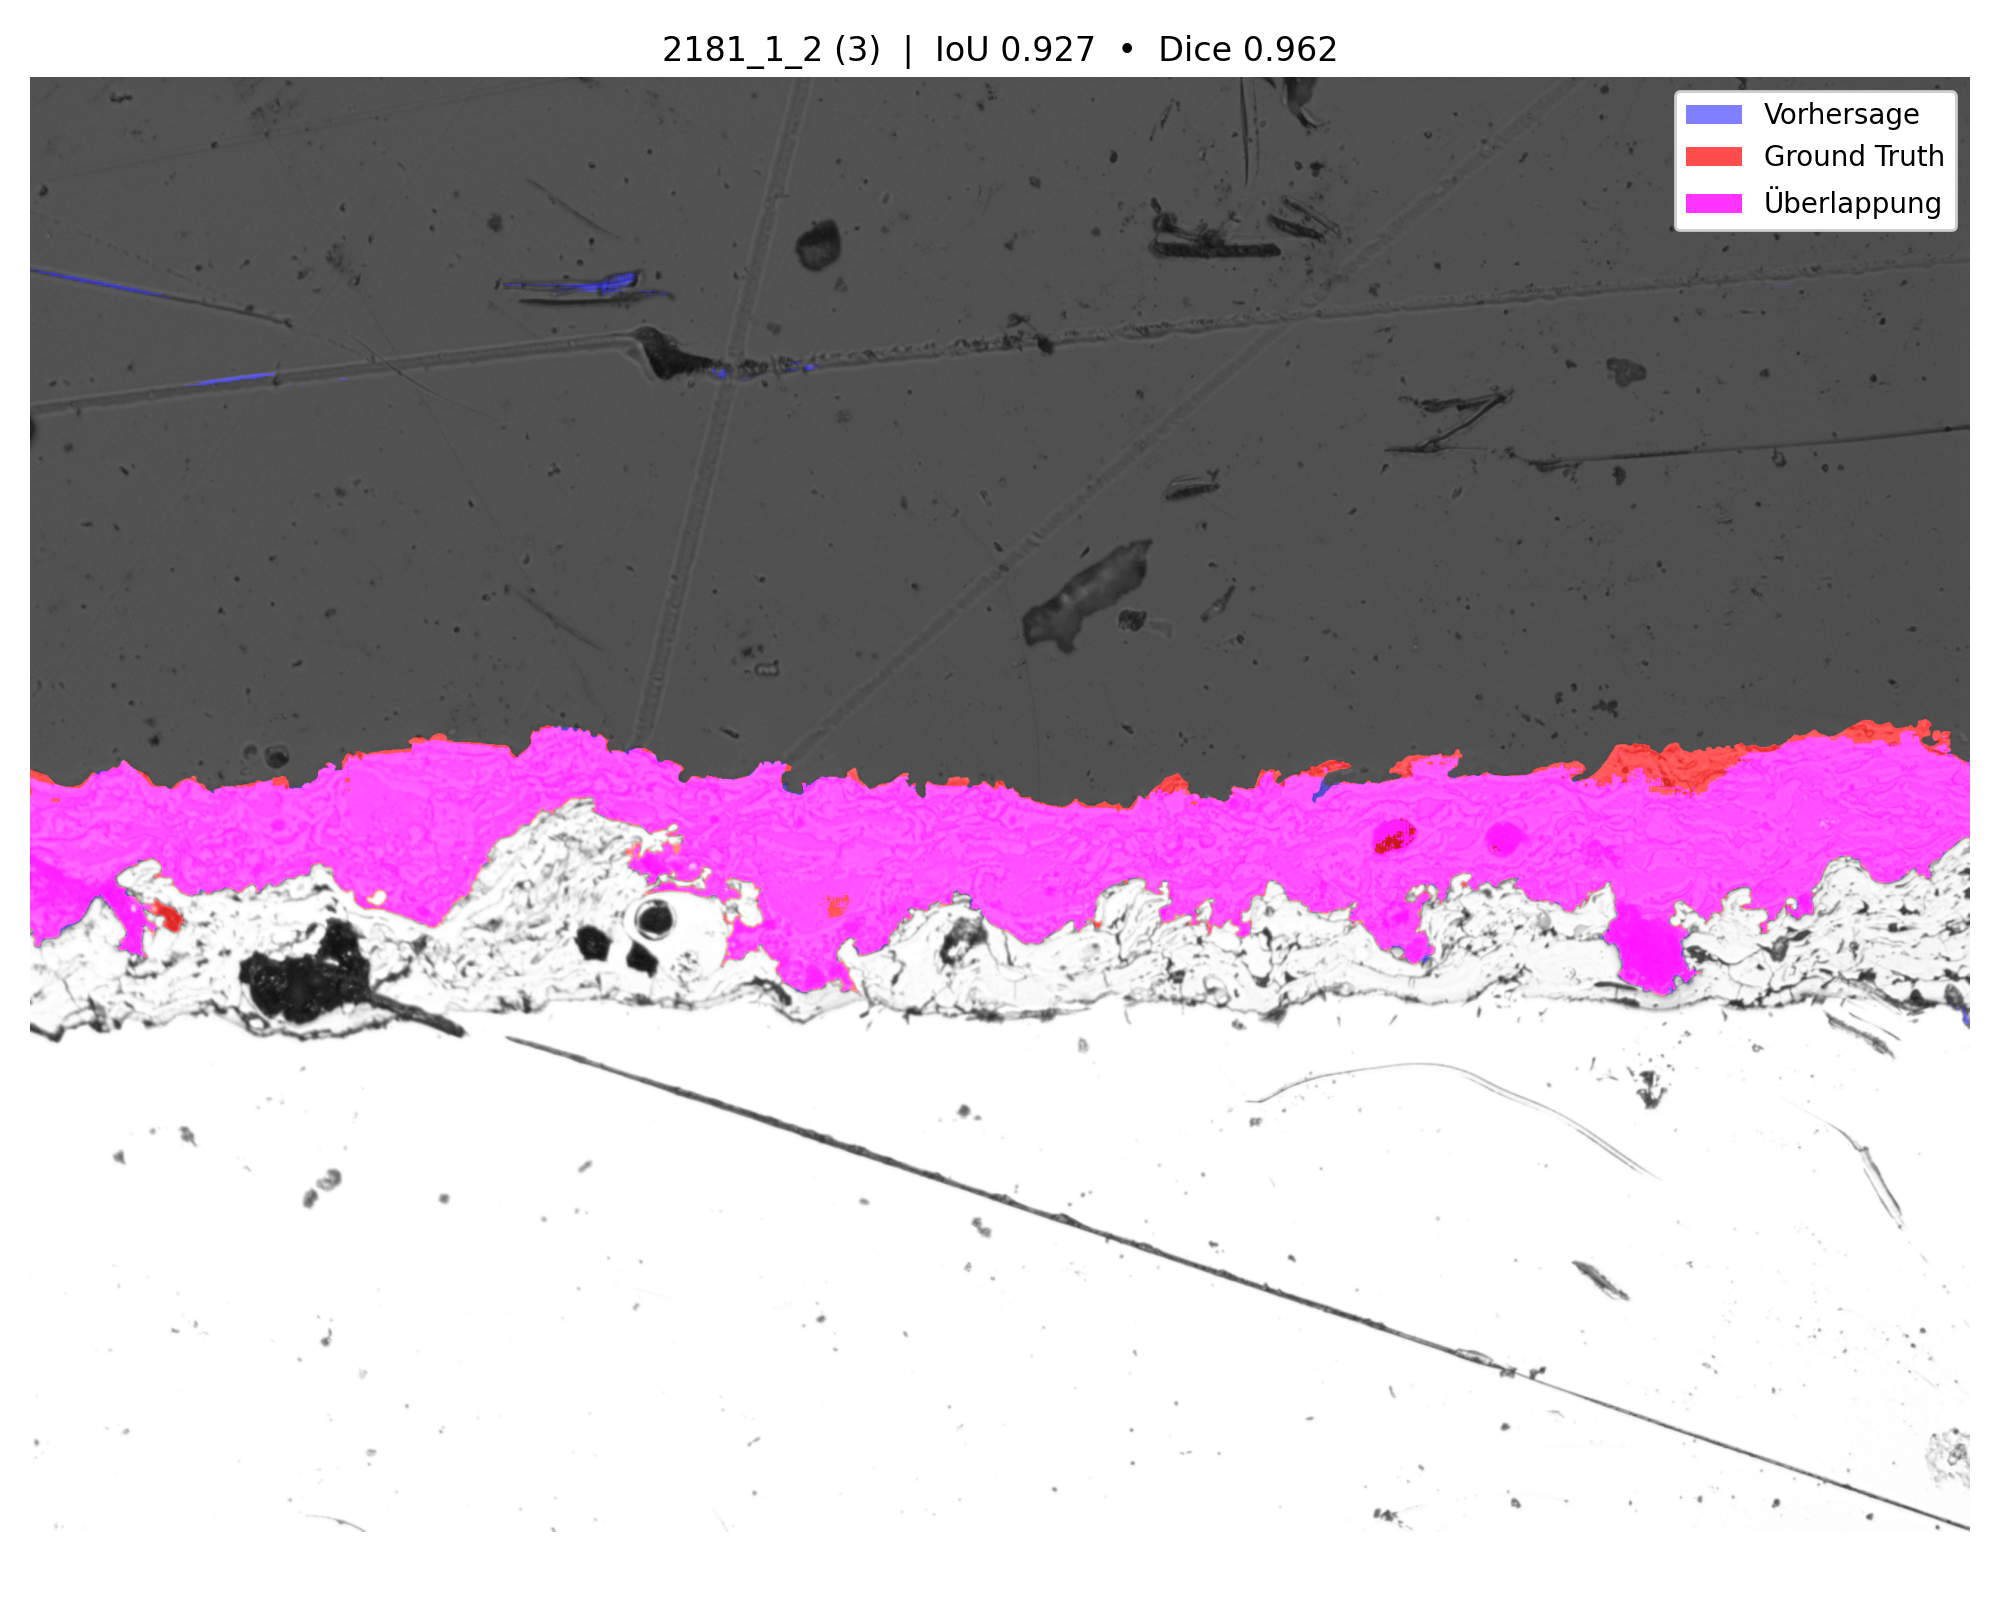 2181_1_2 (3) | IoU 0.927 • Dice 0.962
Vorhersage
Ground Truth
Überlappung